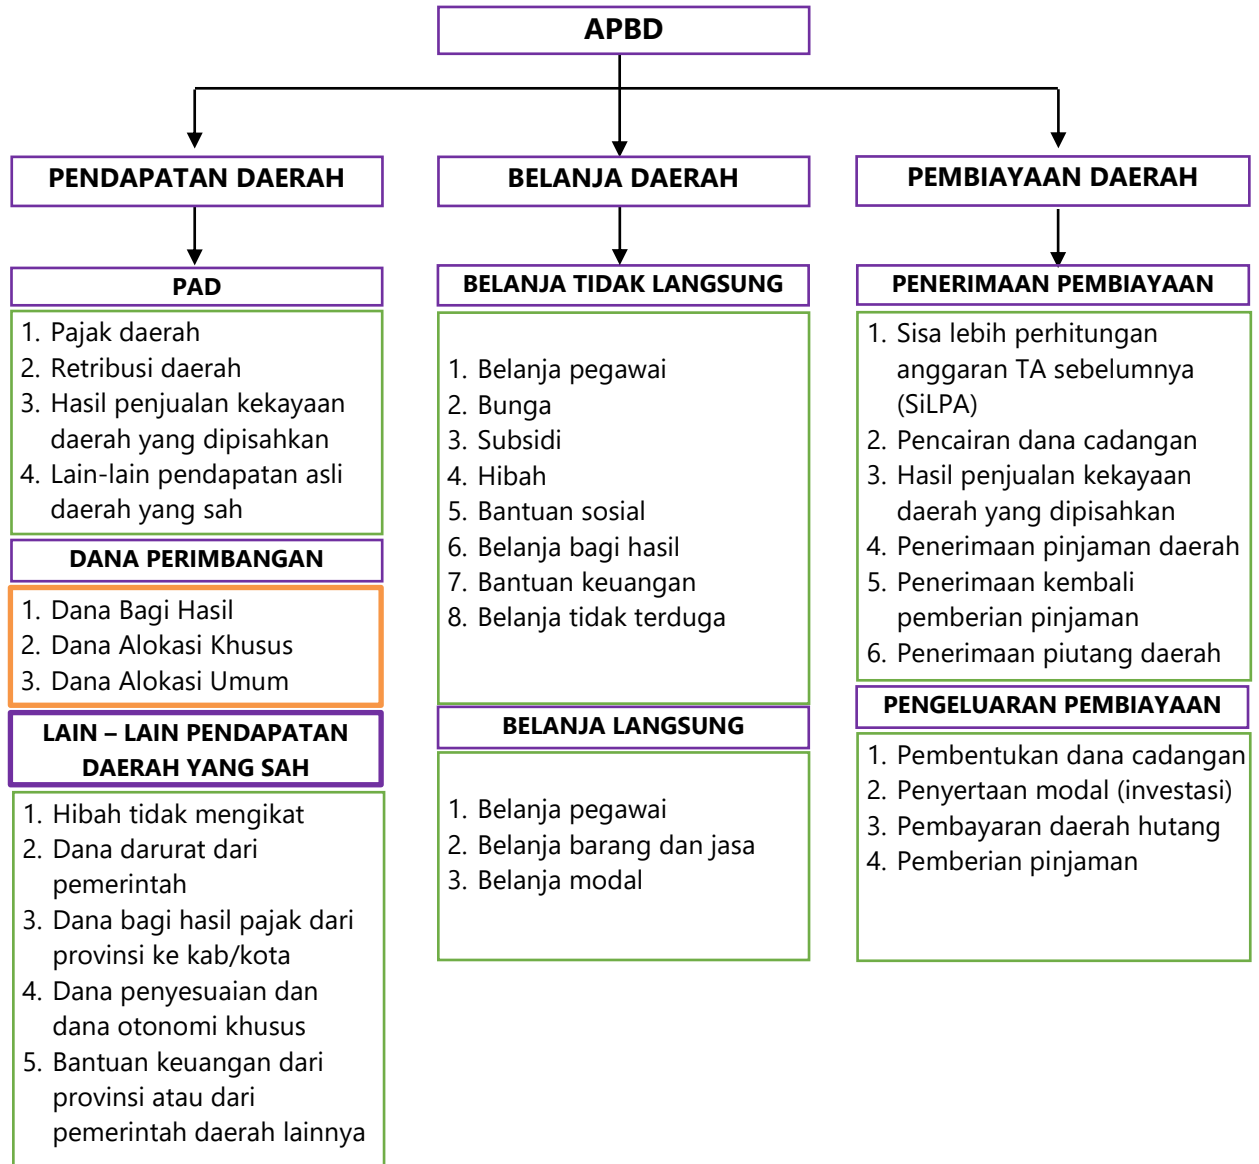 APBD
PENDAPATAN DAERAH
PAD
1. Pajak daerah
2. Retribusi daerah
3. Hasil penjualan kekayaan
daerah yang dipisahkan
4. Lain-lain pendapatan asli
daerah yang sah
DANA PERIMBANGAN
1. Dana Bagi Hasil
2. Dana Alokasi Khusus
3. Dana Alokasi Umum
LAIN – LAIN PENDAPATAN
DAERAH YANG SAH
1. Hibah tidak mengikat
2. Dana darurat dari
pemerintah
3. Dana bagi hasil pajak dari
provinsi ke kab/kota
4. Dana penyesuaian dan
dana otonomi khusus
5. Bantuan keuangan dari
provinsi atau dari
pemerintah daerah lainnya
BELANJA DAERAH
BELANJA TIDAK LANGSUNG
1. Belanja pegawai
2. Bunga
3. Subsidi
4. Hibah
5. Bantuan sosial
6. Belanja bagi hasil
7. Bantuan keuangan
8. Belanja tidak terduga
BELANJA LANGSUNG
1. Belanja pegawai
2. Belanja barang dan jasa
3. Belanja modal
PEMBIAYAAN DAERAH
PENERIMAAN PEMBIAYAAN
1. Sisa lebih perhitungan
anggaran TA sebelumnya
(SiLPA)
2. Pencairan dana cadangan
3. Hasil penjualan kekayaan
daerah yang dipisahkan
4. Penerimaan pinjaman daerah
5. Penerimaan kembali
pemberian pinjaman
6. Penerimaan piutang daerah
PENGELUARAN PEMBIAYAAN
1. Pembentukan dana cadangan
2. Penyertaan modal (investasi)
3. Pembayaran daerah hutang
4. Pemberian pinjaman